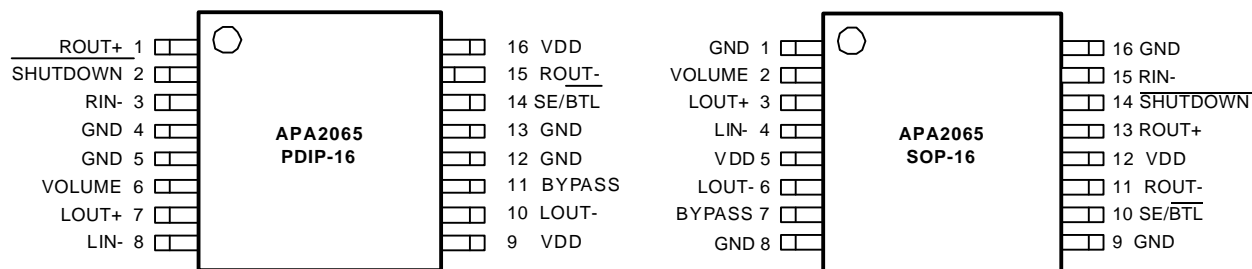 ROUT+ 1
SHUTDOWN 2
RIN- 3
GND 4
GND 5
VOLUME 6
LOUT+ 7
LIN- 8
APA2065
PDIP-16
16 VDD
15 ROUT-
14 SE/BTL
13 GND
12 GND
11 BYPASS
10 LOUT-
9 VDD
GND 1
VOLUME 2
LOUT+ 3
LIN- 4
VDD 5
LOUT- 6
BYPASS 7
GND 8
APA2065
SOP-16
16 GND
15 RIN-
14 SHUTDOWN
13 ROUT+
12 VDD
11 ROUT-
10 SE/BTL
9 GND